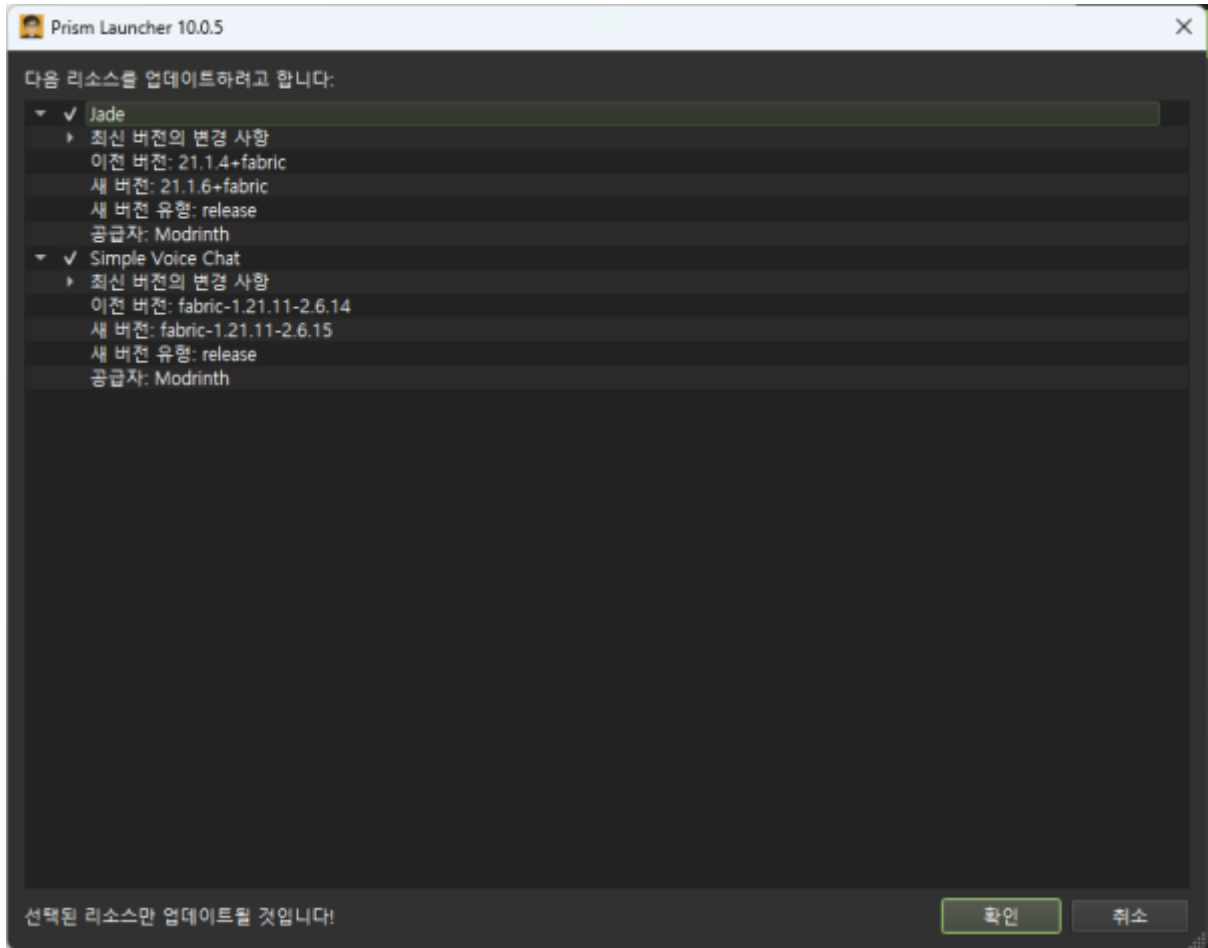 Prism Launcher 10.0.5
다음 리소스를 업데이트하려고 합니다:
Jade
최신 버전의 변경 사항
이전 버전: 21.1.4+fabric
새 버전: 21.1.6+fabric
새 버전 유형: release
공급자: Modrinth
Simple Voice Chat
최신 버전의 변경 사항
이전 버전: fabric-1.21.11-2.6.14
새 버전: fabric-1.21.11-2.6.15
새 버전 유형: release
공급자: Modrinth
선택된 리소스만 업데이트될 것입니다!
확인
취소